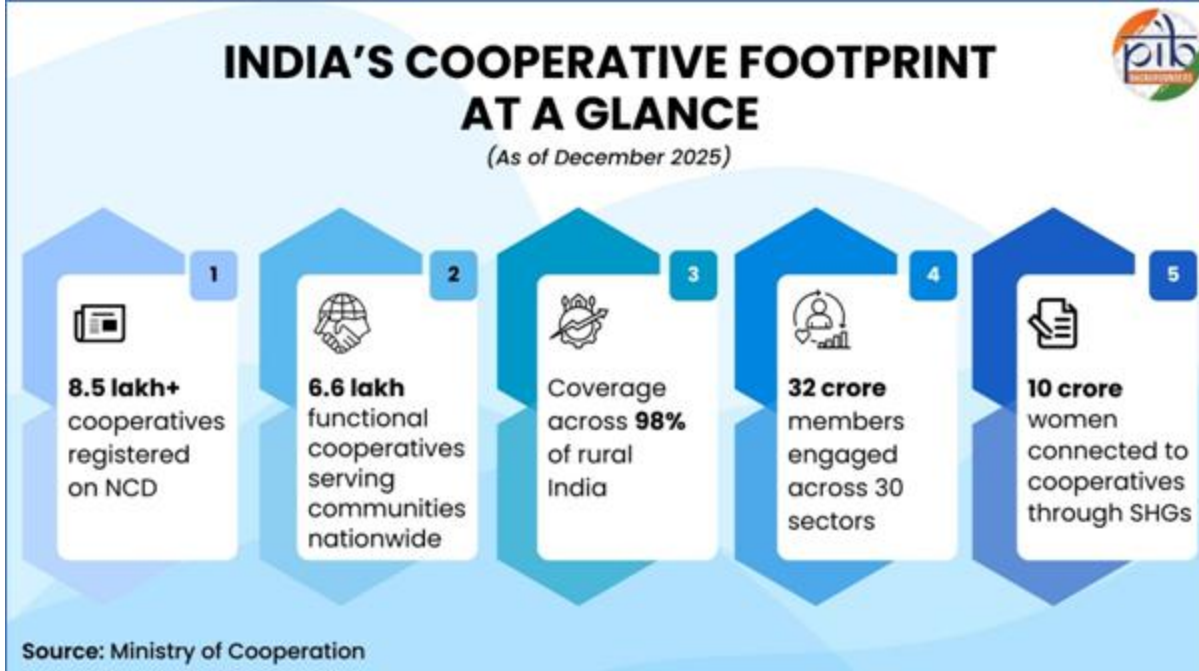 INDIA'S COOPERATIVE FOOTPRINT
AT A GLANCE
(As of December 2025)
pib
BACKGROUNDERS
1
8.5 lakh+
cooperatives
registered
on NCD
2
6.6 lakh
functional
cooperatives
serving
communities
nationwide
3
Coverage
across 98%
of rural
India
4
32 crore
members
engaged
across 30
sectors
5
10 crore
women
connected to
cooperatives
through SHGs
Source: Ministry of Cooperation